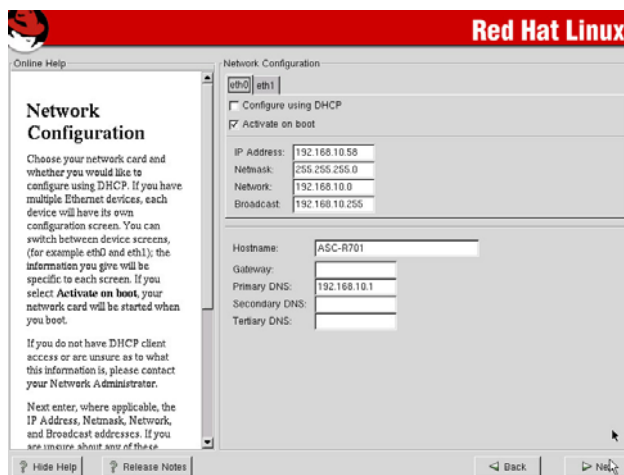 Red Hat Linux
Online Help
Network
Configuration
Choose your network card and
whether you would like to
configure using DHCP. If you have
multiple Ethernet devices, each
device will have its own
configuration screen. You can
switch between device screens,
(for example eth0 and eth1); the
information you give will be
specific to each screen. If you
select Activate on boot, your
network card will be started when
you boot.
If you do not have DHCP client
access or are unsure as to what
this information is, please contact
your Network Administrator.
Next enter, where applicable, the
IP Address, Netmask, Network,
and Broadcast addresses. If you
are unsure about any of these
Network Configuration
eth0 eth1
Configure using DHCP
Activate on boot
IP Address: 192.168.10.58
Netmask: 255.255.255.0
Network: 192.168.10.0
Broadcast: 192.168.10.255
Hostname: ASC-R701
Gateway:
Primary DNS: 192.168.10.1
Secondary DNS:
Tertiary DNS:
Hide Help
Release Notes
Back